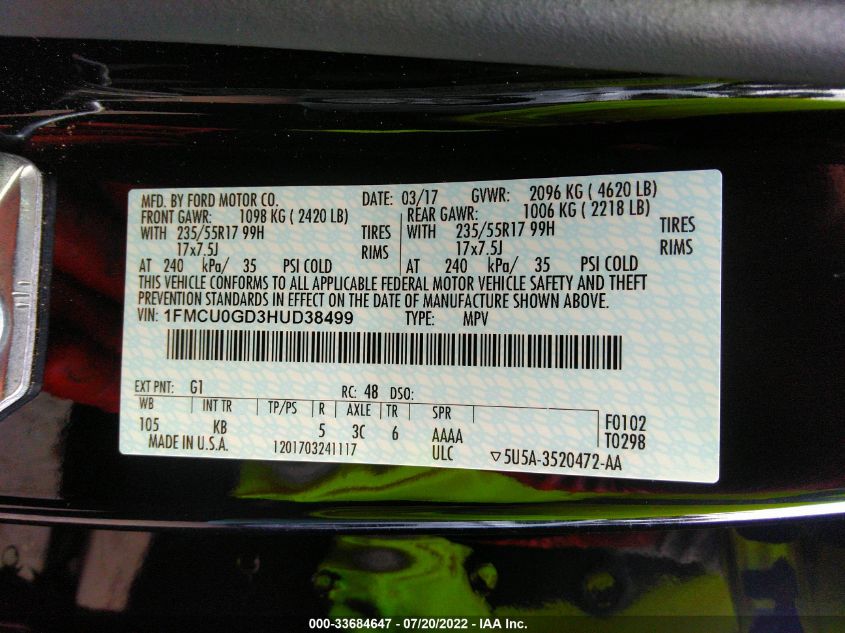 MFD. BY FORD MOTOR CO. DATE: 03/17 GVWR: 2096 KG ( 4620 LB)
FRONT GAWR: 1098 KG ( 2420 LB) REAR GAWR: 1006 KG ( 2218 LB)
WITH 235/55R17 99H TIRES WITH 235/55R17 99H TIRES
17x7.5J RIMS 17x7.5J RIMS
AT 240 kPa/ 35 PSI COLD AT 240 kPa/ 35 PSI COLD
THIS VEHICLE CONFORMS TO ALL APPLICABLE FEDERAL MOTOR VEHICLE SAFETY AND THEFT
PREVENTION STANDARDS IN EFFECT ON THE DATE OF MANUFACTURE SHOWN ABOVE.
VIN: 1FMCU0GD3HUD38499 TYPE: MPV
EXT PNT: G1 RC: 48 DSO:
WB INT TR TP/PS R AXLE TR SPR
105 KB 5 3C 6 AAAA F0102
MADE IN U.S.A. 1201703241117 ULC T0298
▽5U5A-3520472-AA
000-33684647 - 07/20/2022 - IAA Inc.